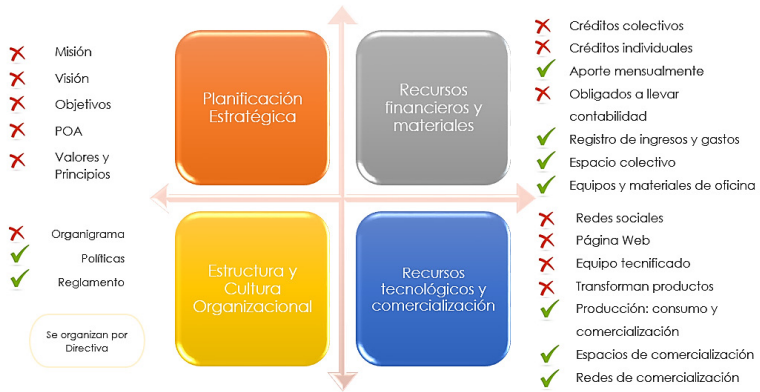 Misión
Visión
Objetivos
POA
Valores y
Principios
Planificación
Estratégica
Recursos
financieros y
materiales
Créditos colectivos
Créditos individuales
Aporte mensualmente
Obligados a llevar
contabilidad
Registro de ingresos y gastos
Espacio colectivo
Equipos y materiales de oficina
Organigrama
Políticas
Reglamento
Se organizan por
Directiva
Estructura y
Cultura
Organizacional
Recursos
tecnológicos y
comercialización
Redes sociales
Página Web
Equipo tecnificado
Transforman productos
Producción: consumo y
comercialización
Espacios de comercialización
Redes de comercialización